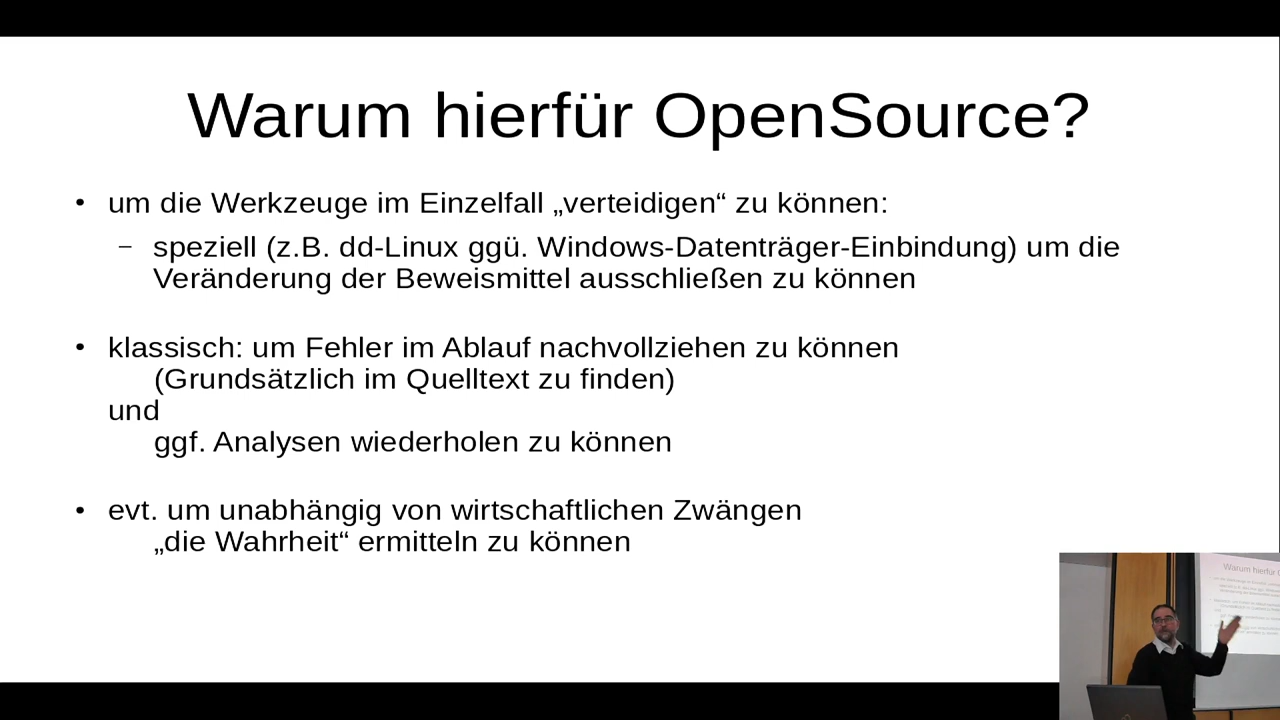 Warum hierfür OpenSource?
• um die Werkzeuge im Einzelfall „verteidigen“ zu können:
– speziell (z.B. dd-Linux ggü. Windows-Datenträger-Einbindung) um die
Veränderung der Beweismittel ausschließen zu können
• klassisch: um Fehler im Ablauf nachvollziehen zu können
(Grundsätzlich im Quelltext zu finden)
und
ggf. Analysen wiederholen zu können
• evt. um unabhängig von wirtschaftlichen Zwängen
„die Wahrheit“ ermitteln zu können
Warum hierfür